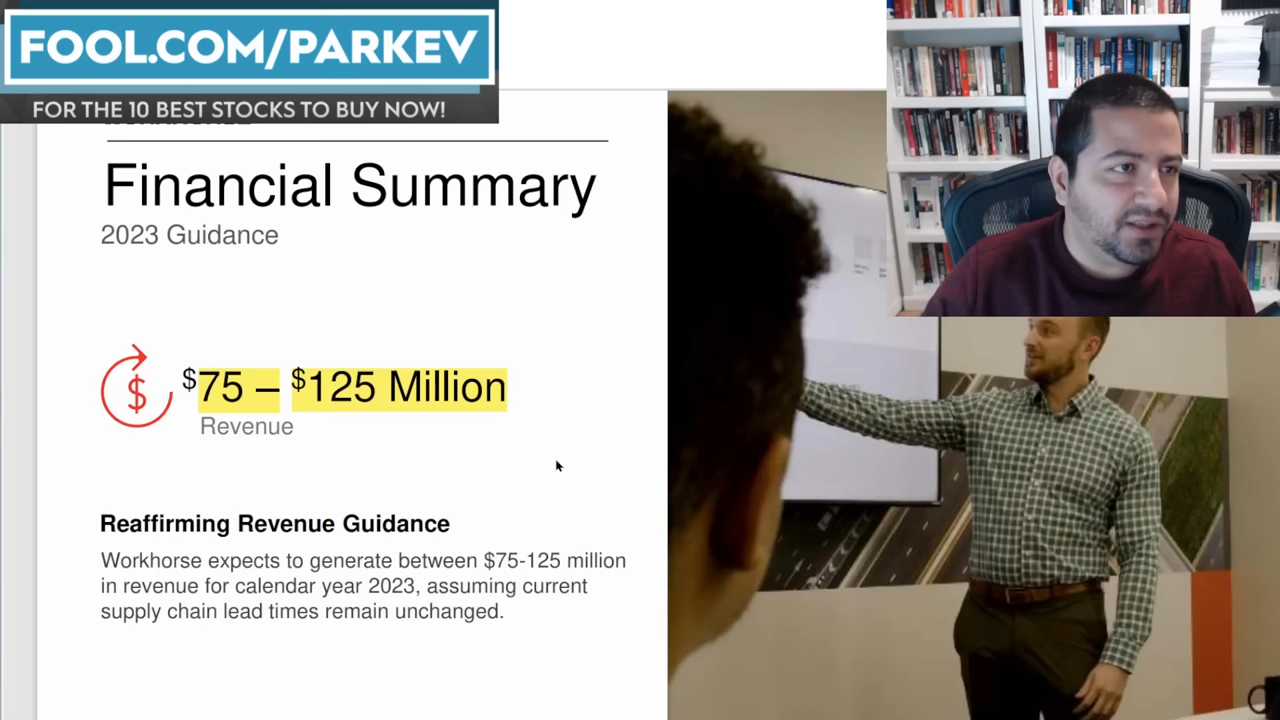 FOOL.COM/PARKEV
FOR THE 10 BEST STOCKS TO BUY NOW!
Financial Summary
2023 Guidance
$75 – $125 Million
Revenue
Reaffirming Revenue Guidance
Workhorse expects to generate between $75-125 million
in revenue for calendar year 2023, assuming current
supply chain lead times remain unchanged.